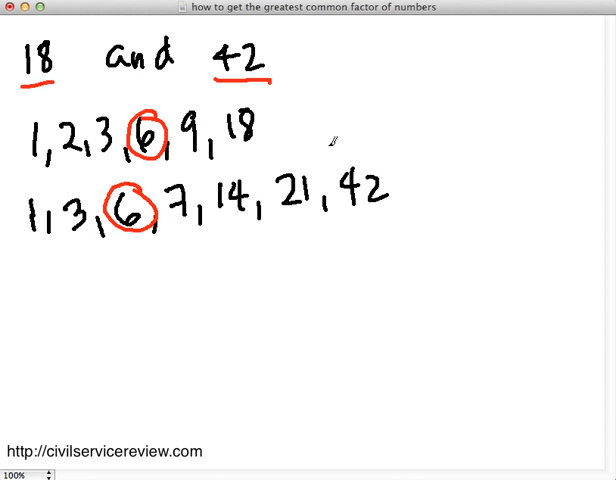 how to get the greatest common factor of numbers
18 and 42
1, 2, 3, 6, 9, 18
1, 3, 6, 7, 14, 21, 42
http://civilservicereview.com
100%